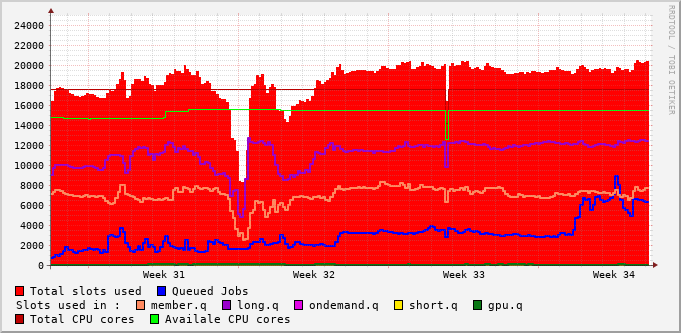 24000
22000
20000
18000
16000
14000
12000
10000
8000
6000
4000
2000
0
Week 31 Week 32 Week 33 Week 34
Total slots used Queued Jobs
Slots used in : member.q long.q ondemand.q short.q gpu.q
Total CPU cores Availale CPU cores
RRDTOOL / TOBI OETIKER